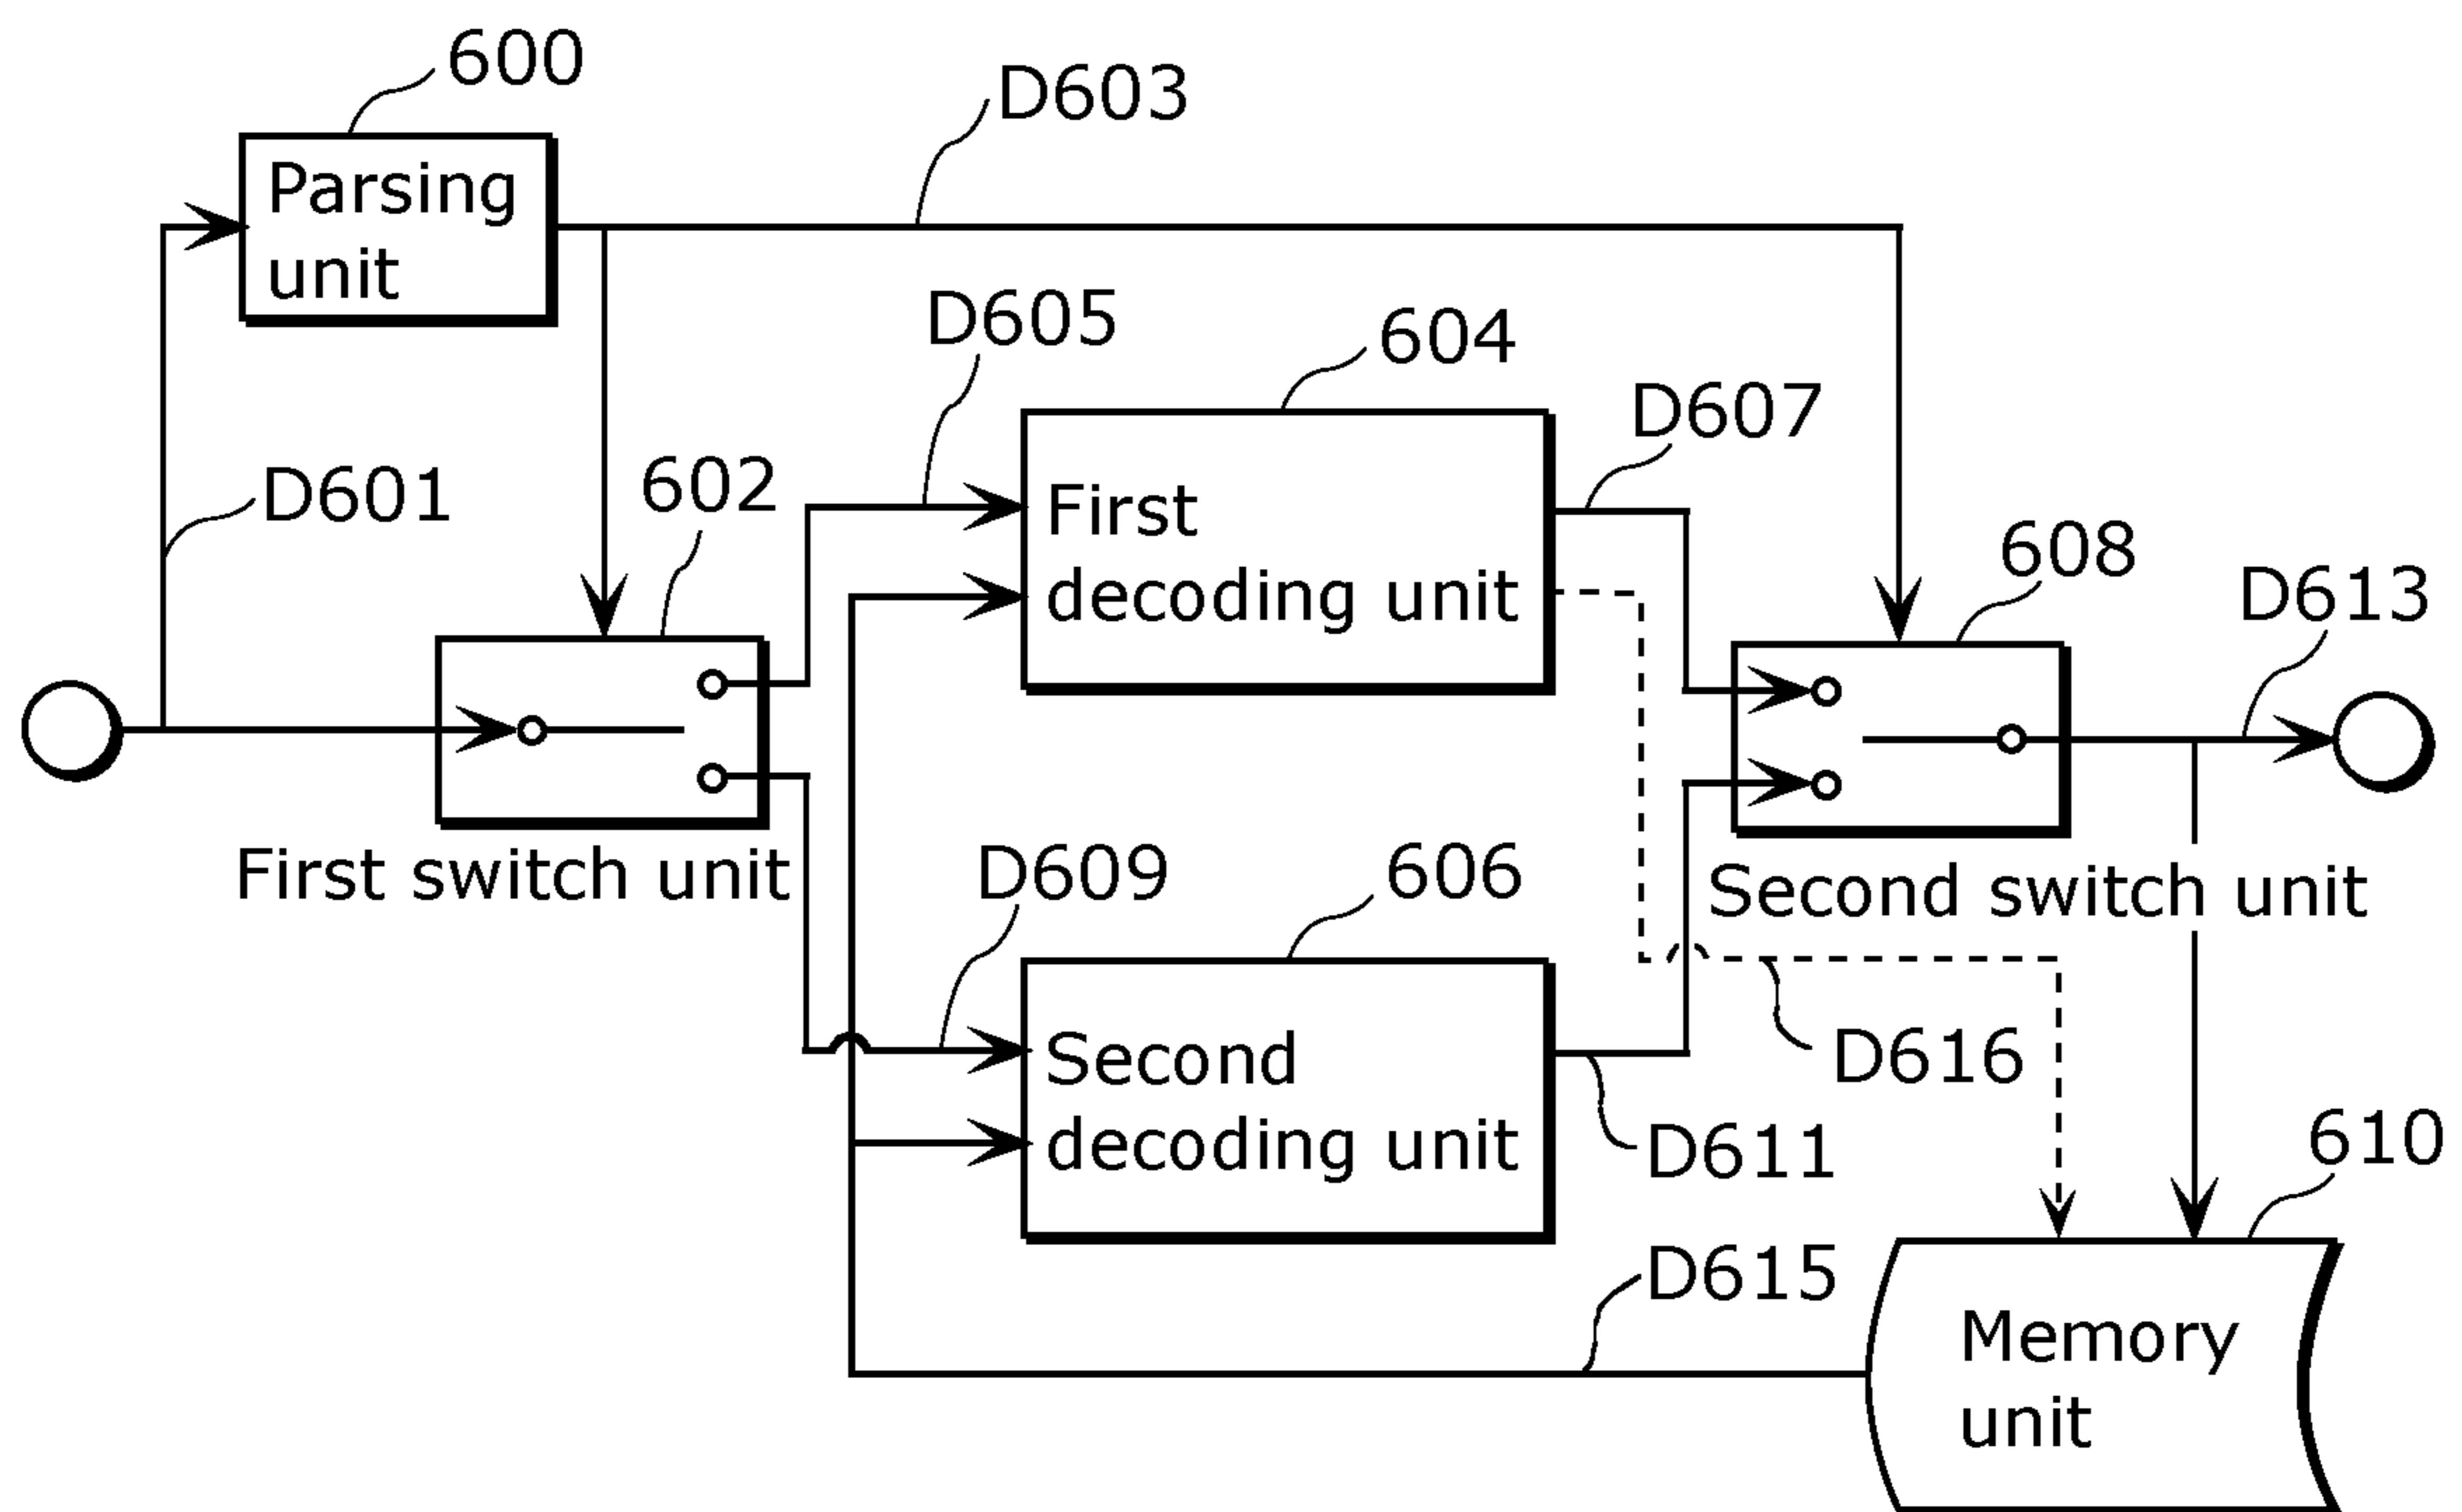 600
D603
Parsing
unit
D605
604
D607
D601
602
First
decoding unit
608
D613
First switch unit
D609
606
Second switch unit
Second
decoding unit
D616
D611
610
D615
Memory
unit